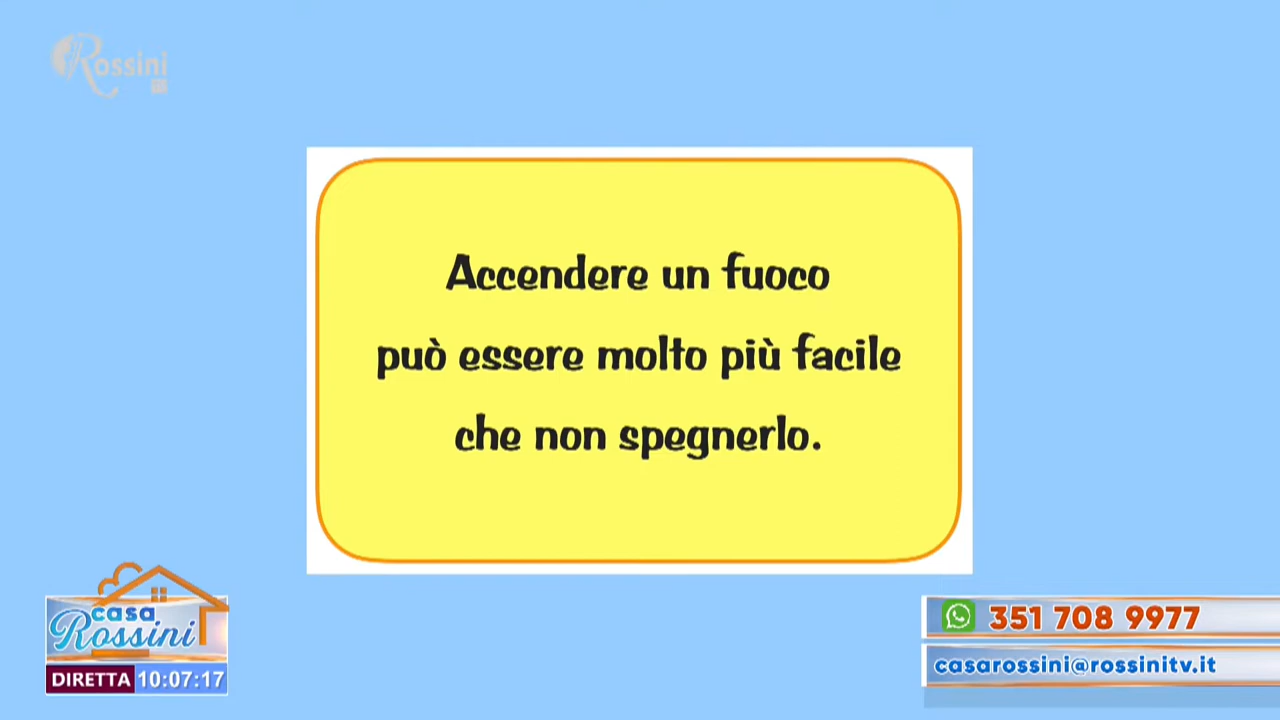 Rossini
Accendere un fuoco
può essere molto più facile
che non spegnerlo.
casa
Rossini
DIRETTA 10:07:17
351 708 9977
casarossini@rossinitv.it